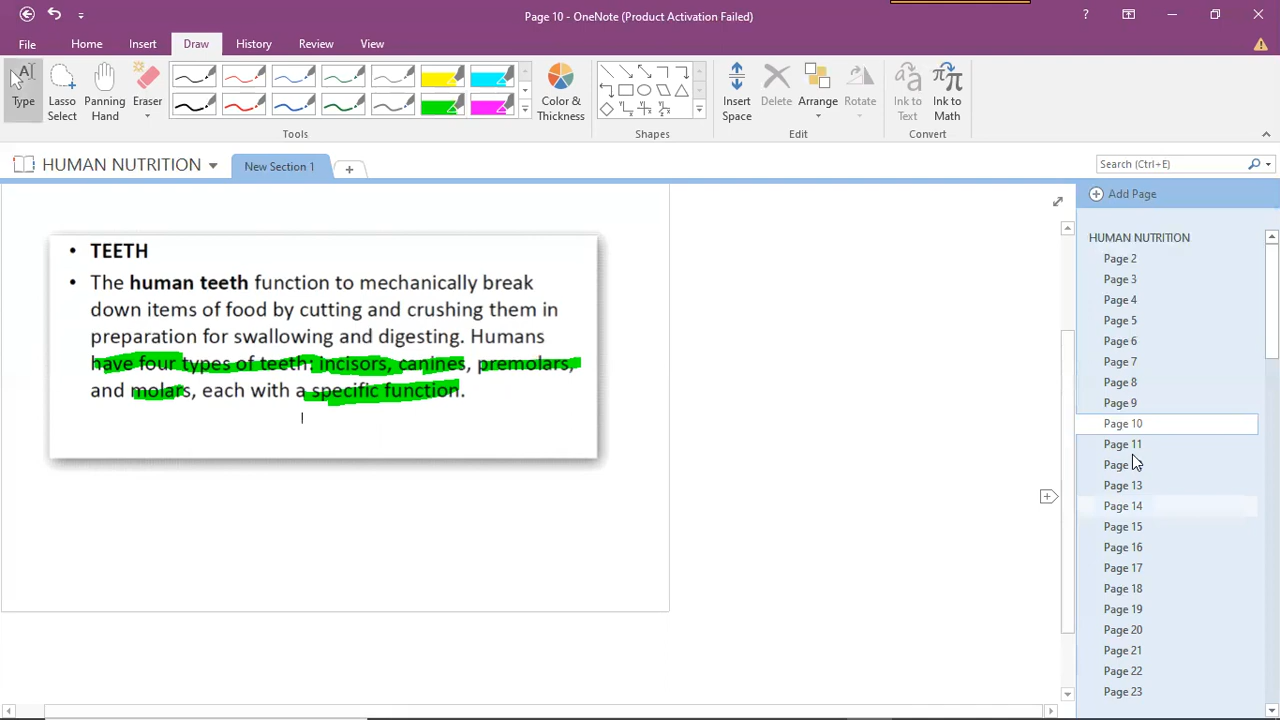 Page 10 - OneNote (Product Activation Failed)
File Home Insert Draw History Review View
Type
Lasso Select
Panning Hand
Eraser
Color & Thickness
Insert Space
Delete
Arrange
Rotate
Ink to Text
Ink to Math
Tools Shapes Edit Convert
HUMAN NUTRITION
New Section 1
Search (Ctrl+E)
Add Page
• TEETH
• The human teeth function to mechanically break
down items of food by cutting and crushing them in
preparation for swallowing and digesting. Humans
have four types of teeth: incisors, canines, premolars,
and molars, each with a specific function.
HUMAN NUTRITION
Page 2
Page 3
Page 4
Page 5
Page 6
Page 7
Page 8
Page 9
Page 10
Page 11
Page
Page 13
Page 14
Page 15
Page 16
Page 17
Page 18
Page 19
Page 20
Page 21
Page 22
Page 23